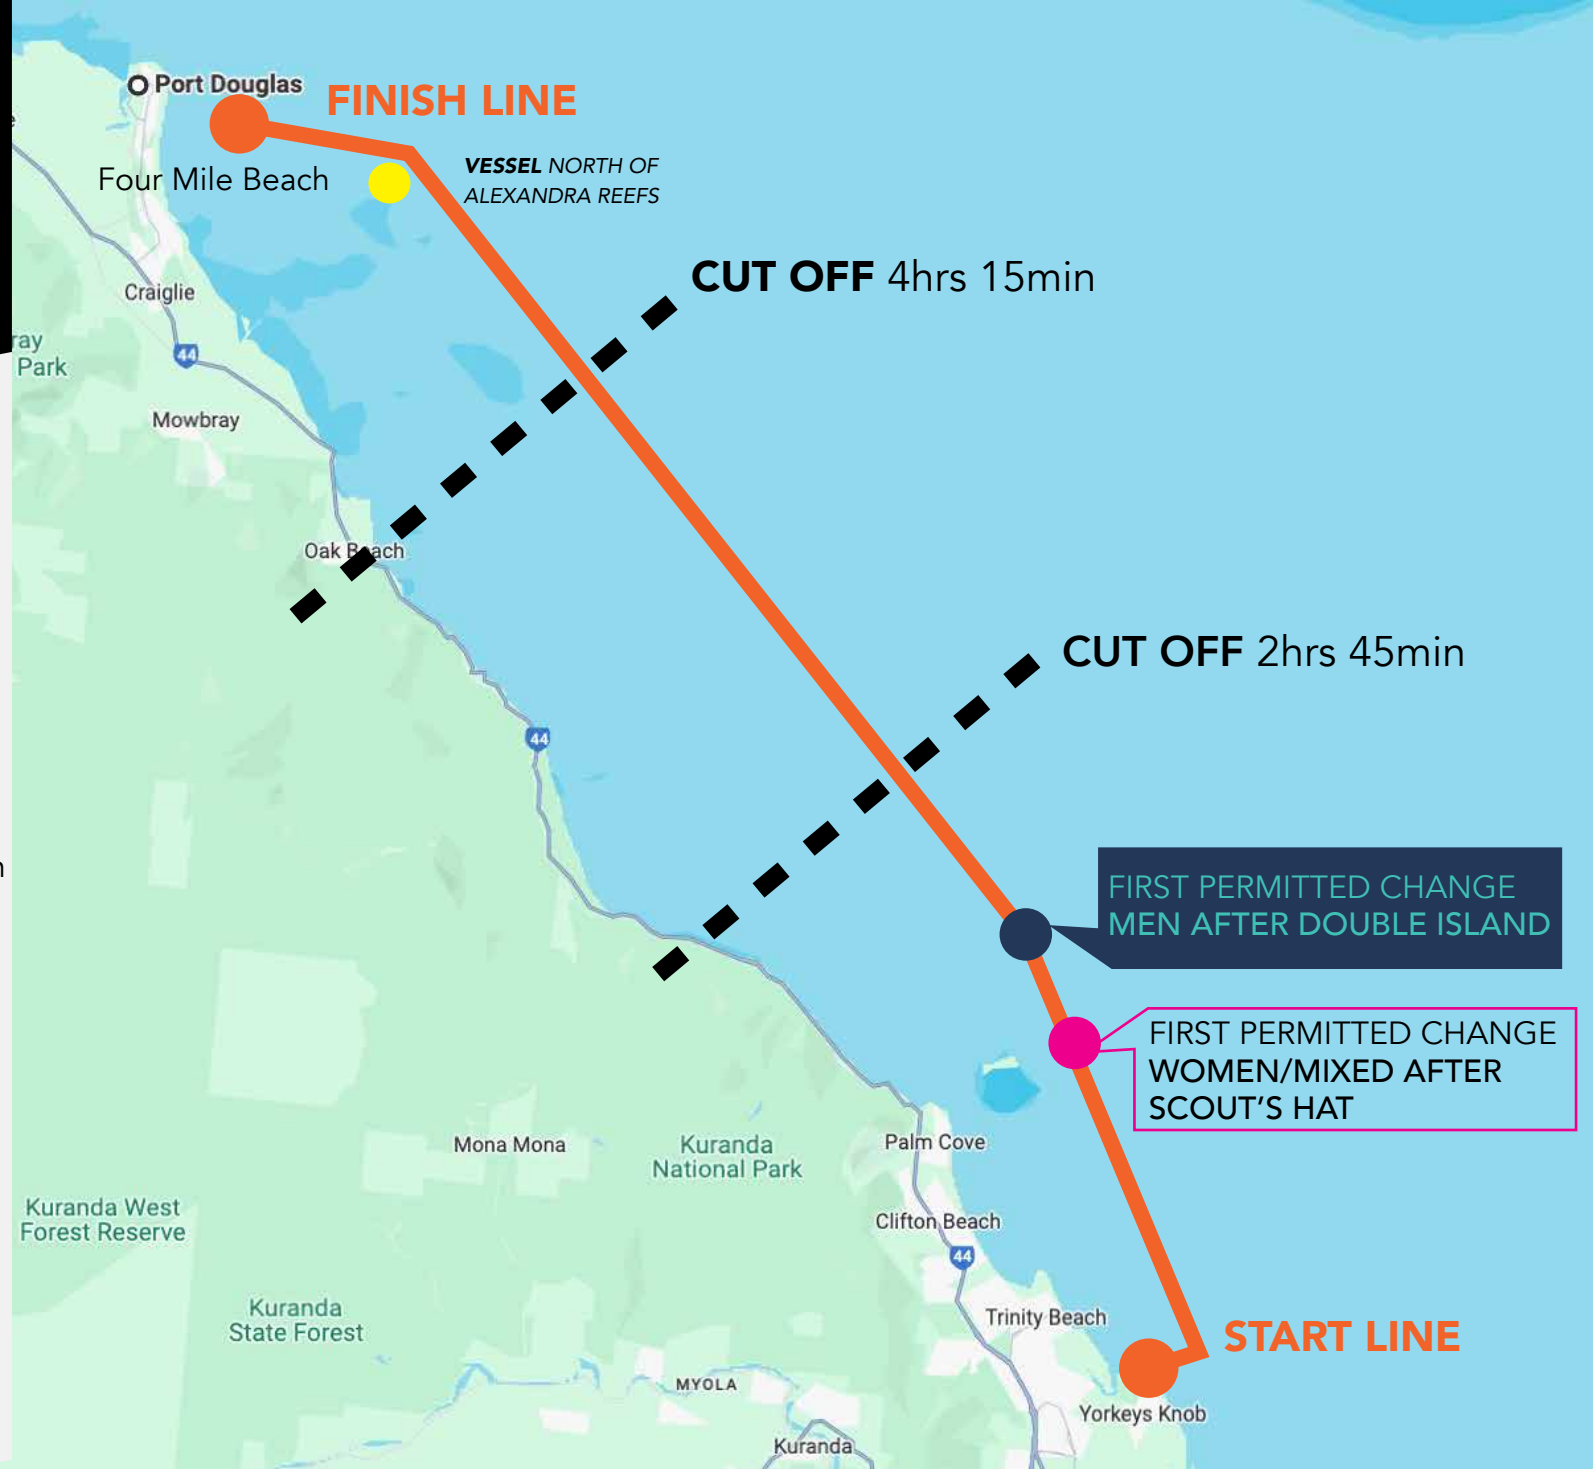 Port Douglas
FINISH LINE
VESSEL NORTH OF
ALEXANDRA REEFS
Four Mile Beach
CUT OFF 4hrs 15min
Craiglie
44
ray
Park
Mowbray
Oak Beach
CUT OFF 2hrs 45min
44
FIRST PERMITTED CHANGE
MEN AFTER DOUBLE ISLAND
FIRST PERMITTED CHANGE
WOMEN/MIXED AFTER
SCOUT'S HAT
Mona Mona
Kuranda
National Park
Palm Cove
Kuranda West
Forest Reserve
Clifton Beach
44
Kuranda
State Forest
Trinity Beach
START LINE
MYOLA
Yorkeys Knob
Kuranda